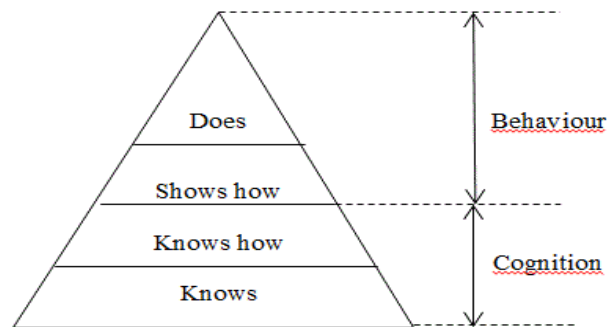 Does
Behaviour
Shows how
Knows how
Cognition
Knows